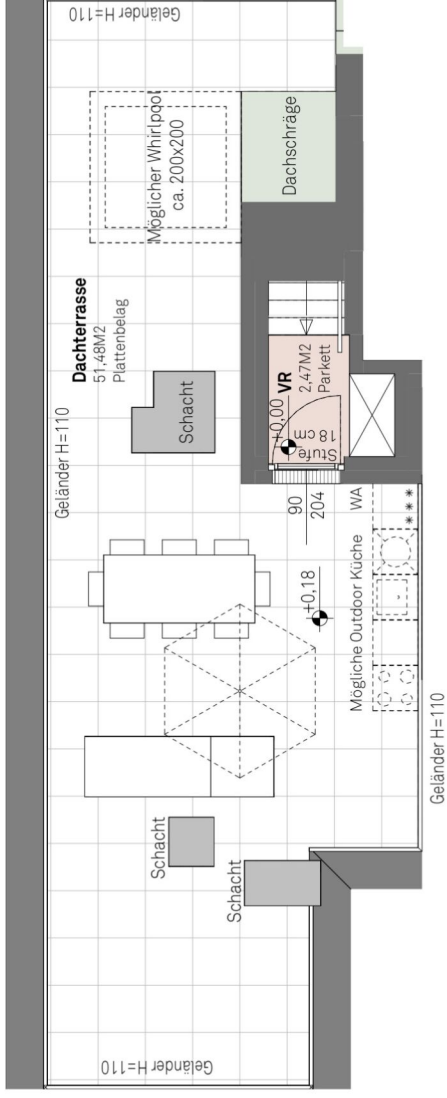 Geländer H=110
Möglicher Whirlpool
ca. 200x200
Dachschräge
Dachterrasse
51,48M2
Plattenbelag
Geländer H=110
Schacht
VR
2,47M2
Parkett
±0,00
Stufe
18 cm
90
204
WA
***
+0,18
Mögliche Outdoor Küche
Geländer H=110
Schacht
Schacht
Geländer H=110